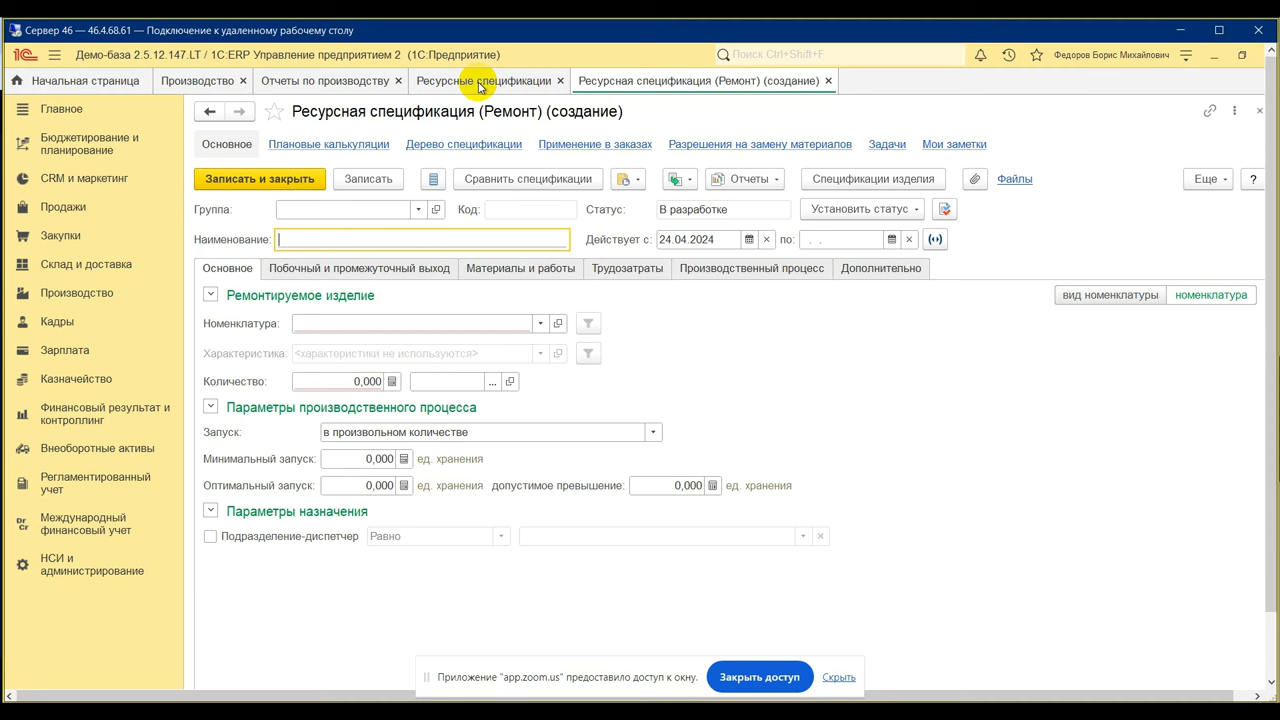 Сервер 46 — 46.4.68.61 — Подключение к удаленному рабочему столу
Демо-база 2.5.12.147.LT / 1С:ERP Управление предприятием 2 (1С:Предприятие)
Поиск Ctrl+Shift+F
Федоров Борис Михайлович
Начальная страница
Производство
Отчеты по производству
Ресурсные спецификации
Ресурсная спецификация (Ремонт) (создание)
Главное
Бюджетирование и
планирование
CRM и маркетинг
Продажи
Закупки
Склад и доставка
Производство
Кадры
Зарплата
Казначейство
Финансовый результат и
контроллинг
Внеоборотные активы
Регламентированный
учет
Международный
финансовый учет
НСИ и
администрирование
Ресурсная спецификация (Ремонт) (создание)
Основное Плановые калькуляции Дерево спецификации Применение в заказах Разрешения на замену материалов Задачи Мои заметки
Записать и закрыть Записать Сравнить спецификации Отчеты Спецификации изделия Файлы Еще ?
Группа: Код: Статус: В разработке Установить статус
Наименование: Действует с: 24.04.2024 по: . .
Основное Побочный и промежуточный выход Материалы и работы Трудозатраты Производственный процесс Дополнительно
Ремонтируемое изделие вид номенклатуры номенклатура
Номенклатура:
Характеристика: <характеристики не используются>
Количество: 0,000 ...
Параметры производственного процесса
Запуск: в произвольном количестве
Минимальный запуск: 0,000 ед. хранения
Оптимальный запуск: 0,000 ед. хранения допустимое превышение: 0,000 ед. хранения
Параметры назначения
Подразделение-диспетчер Равно
Приложение "app.zoom.us" предоставило доступ к окну. Закрыть доступ Скрыть